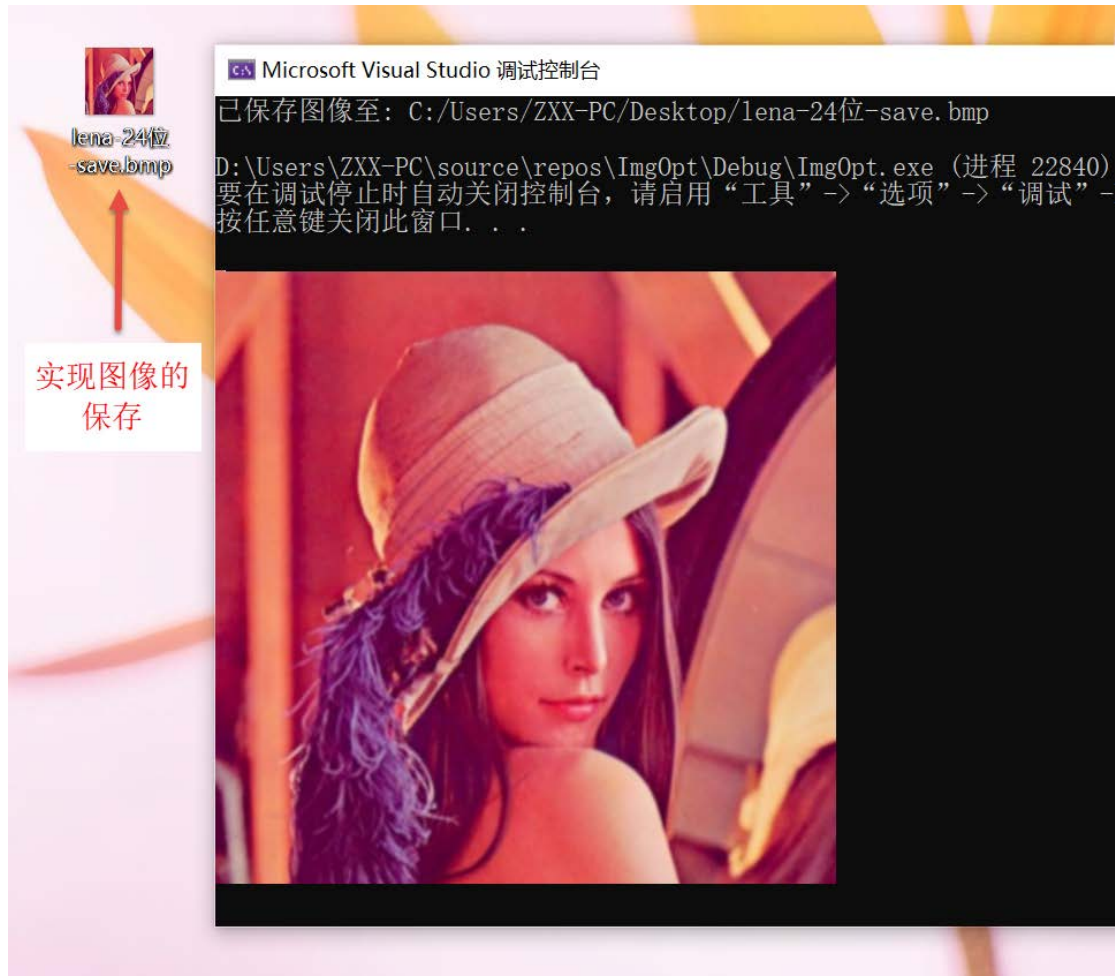 lena-24位
-save.bmp
实现图像的
保存
Microsoft Visual Studio 调试控制台
已保存图像至: C:/Users/ZXX-PC/Desktop/lena-24位-save.bmp
D:\Users\ZXX-PC\source\repos\ImgOpt\Debug\ImgOpt.exe (进程 22840)
要在调试停止时自动关闭控制台，请启用“工具”->“选项”->“调试”-
按任意键关闭此窗口. . .